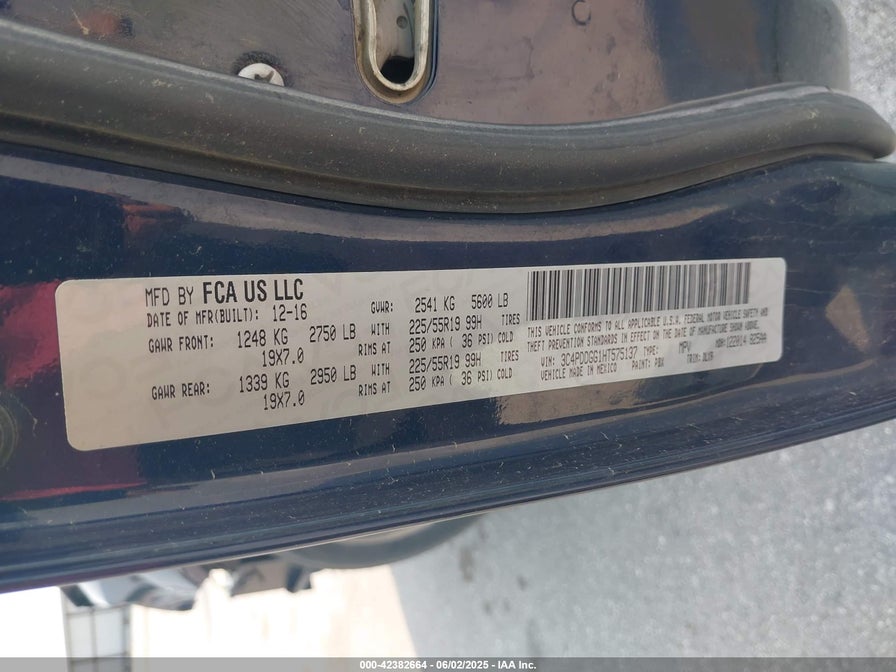 MFD BY FCA US LLC
DATE OF MFR(BUILT): 12-16 GVWR: 2541 KG 5600 LB
GAWR FRONT: 1248 KG 2750 LB WITH 225/55R19 99H TIRES
19X7.0 RIMS AT 250 KPA ( 36 PSI) COLD
GAWR REAR: 1339 KG 2950 LB WITH 225/55R19 99H TIRES
19X7.0 RIMS AT 250 KPA ( 36 PSI) COLD
THIS VEHICLE CONFORMS TO ALL APPLICABLE U.S.A. FEDERAL MOTOR VEHICLE SAFETY AND
THEFT PREVENTION STANDARDS IN EFFECT ON THE DATE OF MANUFACTURE SHOWN ABOVE.
VIN: 3C4PDDGG1HT575137 TYPE: MPV MDH:
VEHICLE MADE IN MEXICO PAINT: PBX TRIM:
000-42382664 - 06/02/2025 - IAA Inc.